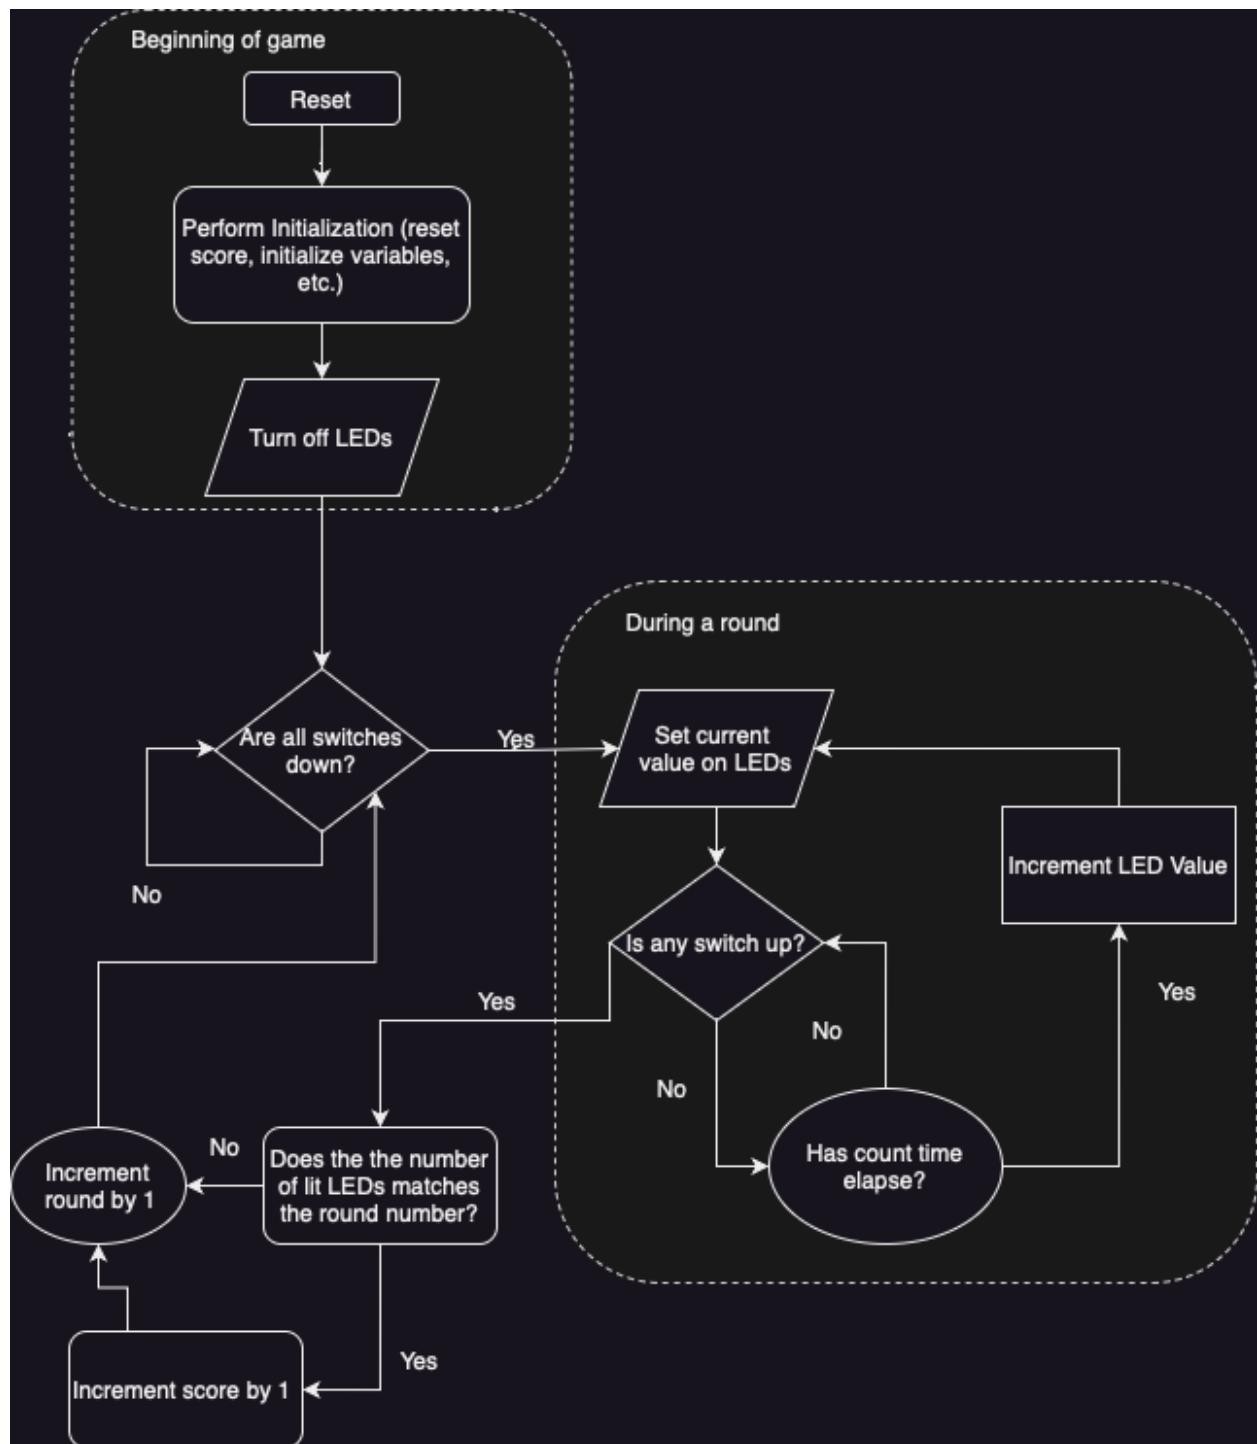 Beginning of game
Reset
Perform Initialization (reset
score, initialize variables,
etc.)
Turn off LEDs
During a round
Are all switches
down?
Yes
Set current
value on LEDs
No
Increment LED Value
Is any switch up?
Yes
Yes
No
No
Has count time
elapse?
Does the the number
of lit LEDs matches
the round number?
No
Increment
round by 1
Yes
Increment score by 1